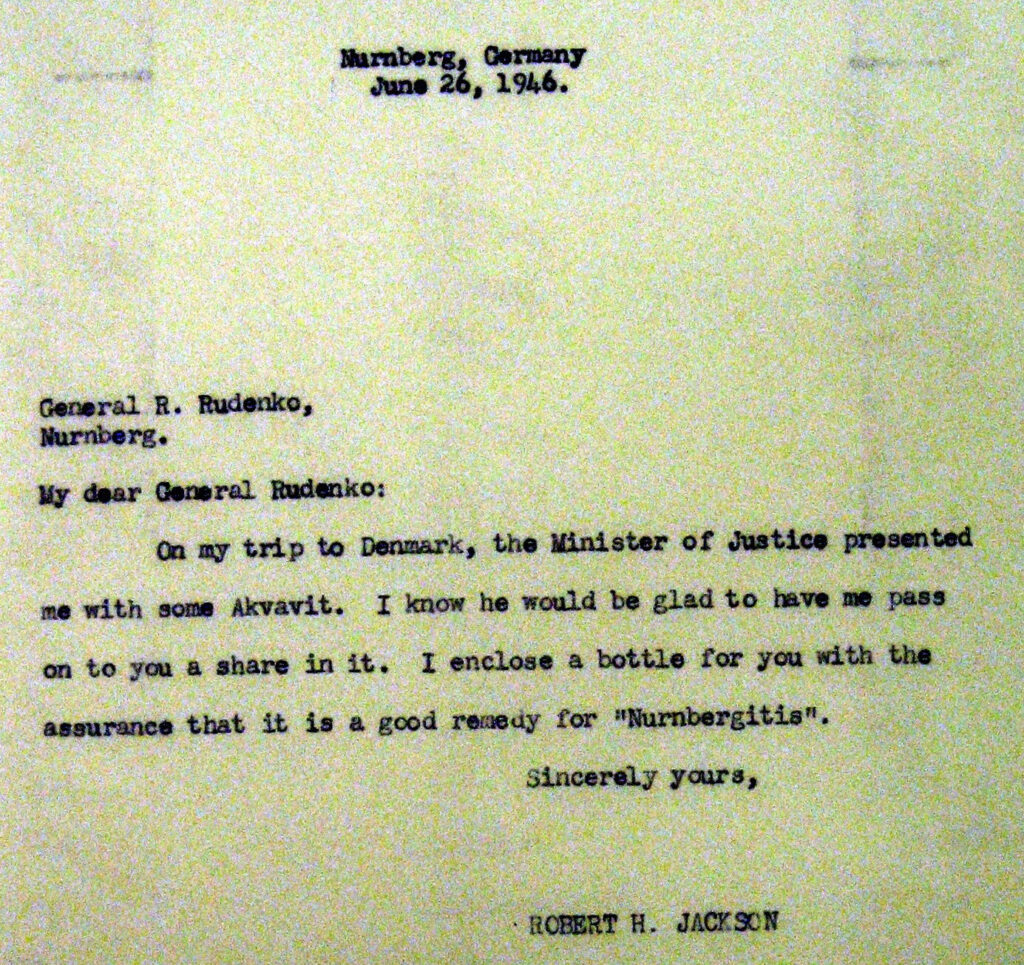 Nurnberg, Germany
June 26, 1946.
General R. Rudenko,
Nurnberg.
My dear General Rudenko:
On my trip to Denmark, the Minister of Justice presented
me with some Akvavit. I know he would be glad to have me pass
on to you a share in it. I enclose a bottle for you with the
assurance that it is a good remedy for "Nurnbergitis".
Sincerely yours,
ROBERT H. JACKSON